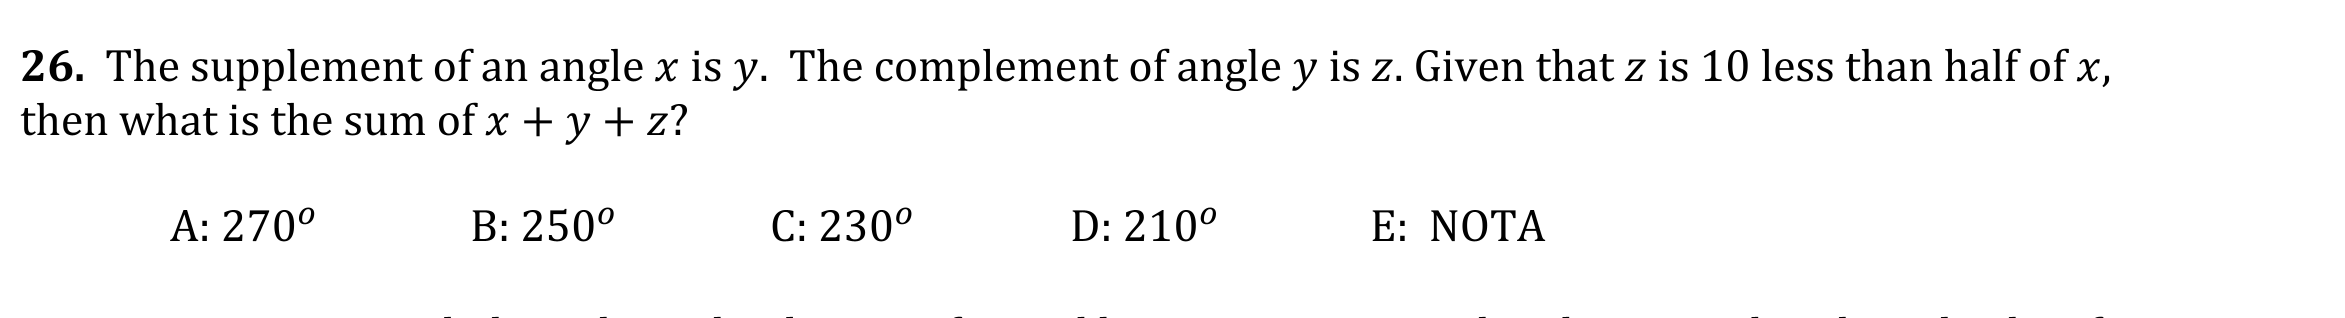 26. The supplement of an angle x is y. The complement of angle y is z. Given that z is 10 less than half of x,
then what is the sum of x + y + z?
A: 270° B: 250° C: 230° D: 210° E: NOTA